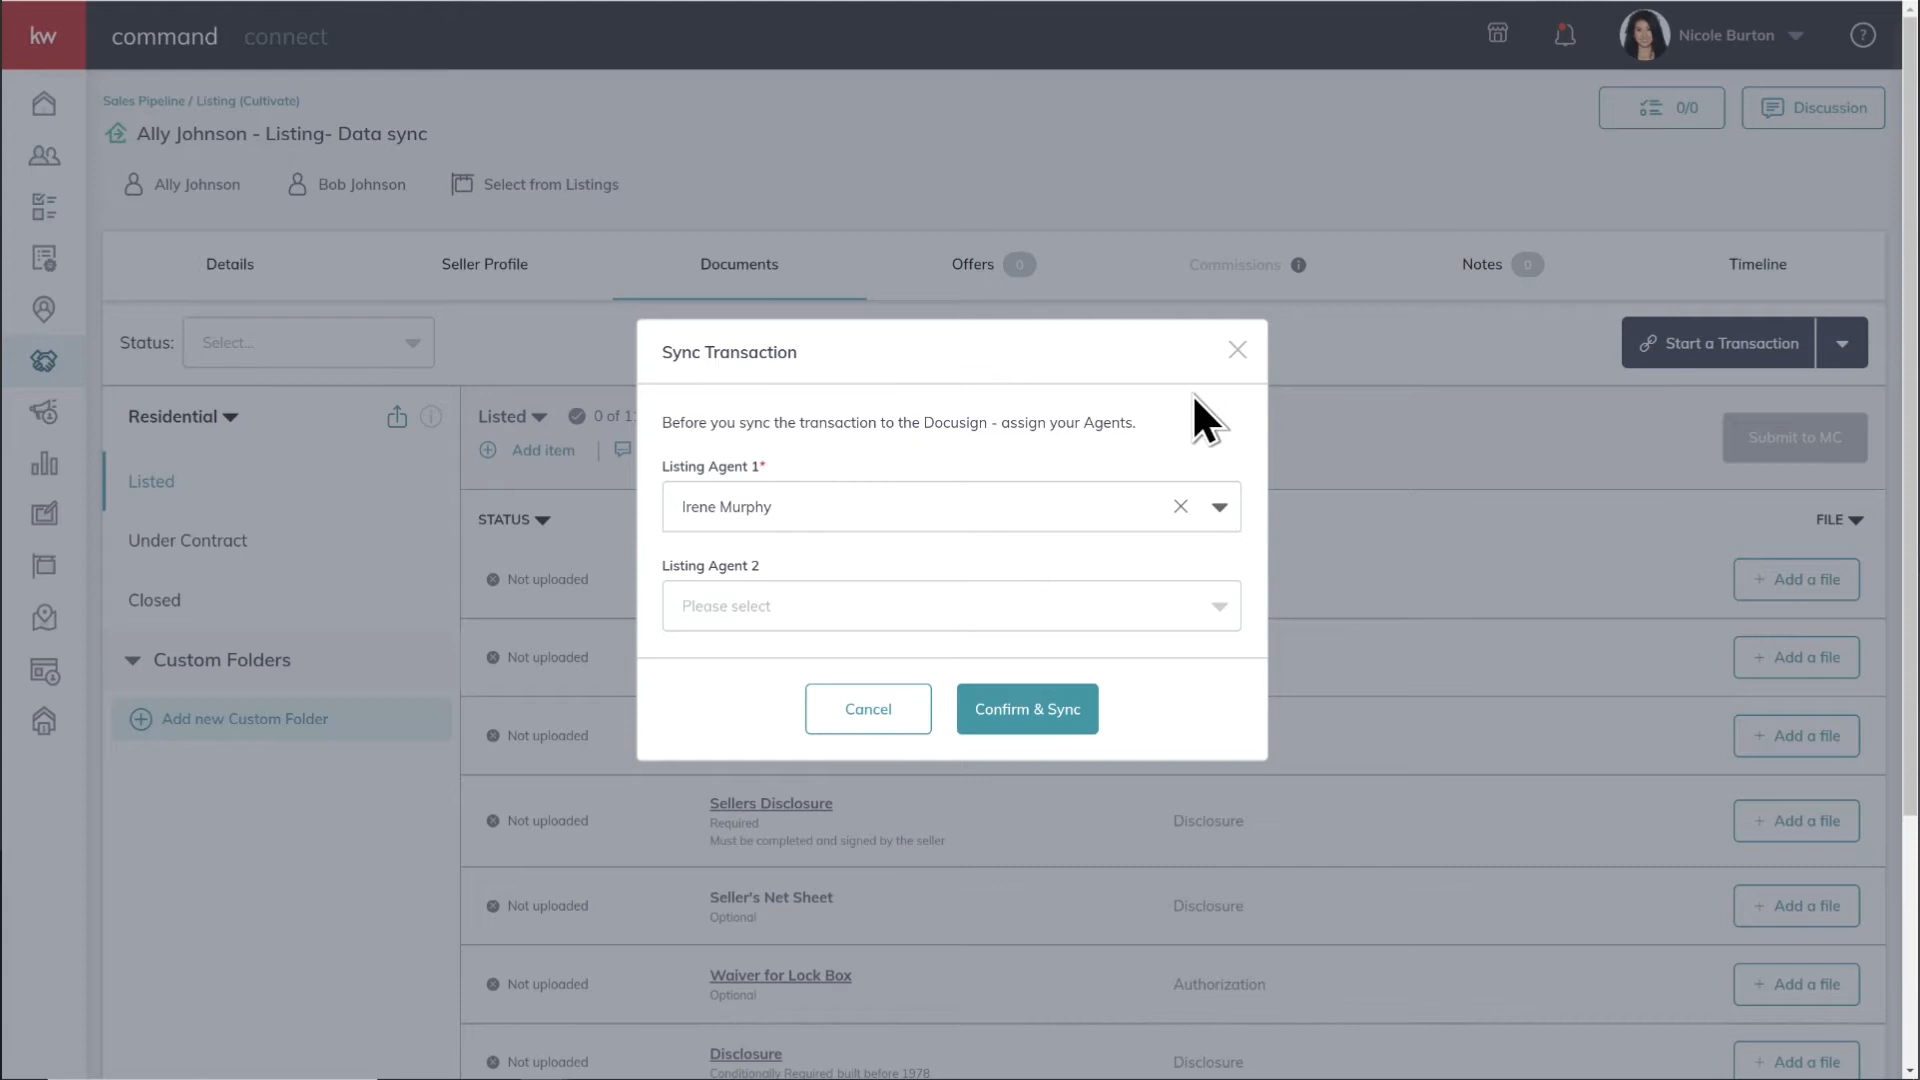 kw
command
connect
Nicole Burton
?
Sales Pipeline / Listing (Cultivate)
Ally Johnson - Listing- Data sync
0/0
Discussion
Ally Johnson
Bob Johnson
Select from Listings
Details
Seller Profile
Documents
Offers 0
Commissions
Notes 0
Timeline
Status:
Select...
Start a Transaction
Residential
Listed
Under Contract
Closed
Custom Folders
Add new Custom Folder
Listed
0 of 1
Add item
Submit to MC
STATUS
FILE
Not uploaded
Add a file
Not uploaded
Add a file
Not uploaded
Add a file
Not uploaded
Sellers Disclosure
Required
Must be completed and signed by the seller
Disclosure
Add a file
Not uploaded
Seller's Net Sheet
Optional
Disclosure
Add a file
Not uploaded
Waiver for Lock Box
Optional
Authorization
Add a file
Not uploaded
Disclosure
Conditionally Required built before 1978
Disclosure
Add a file
Sync Transaction
Before you sync the transaction to the Docusign - assign your Agents.
Listing Agent 1*
Irene Murphy
Listing Agent 2
Please select
Cancel
Confirm & Sync